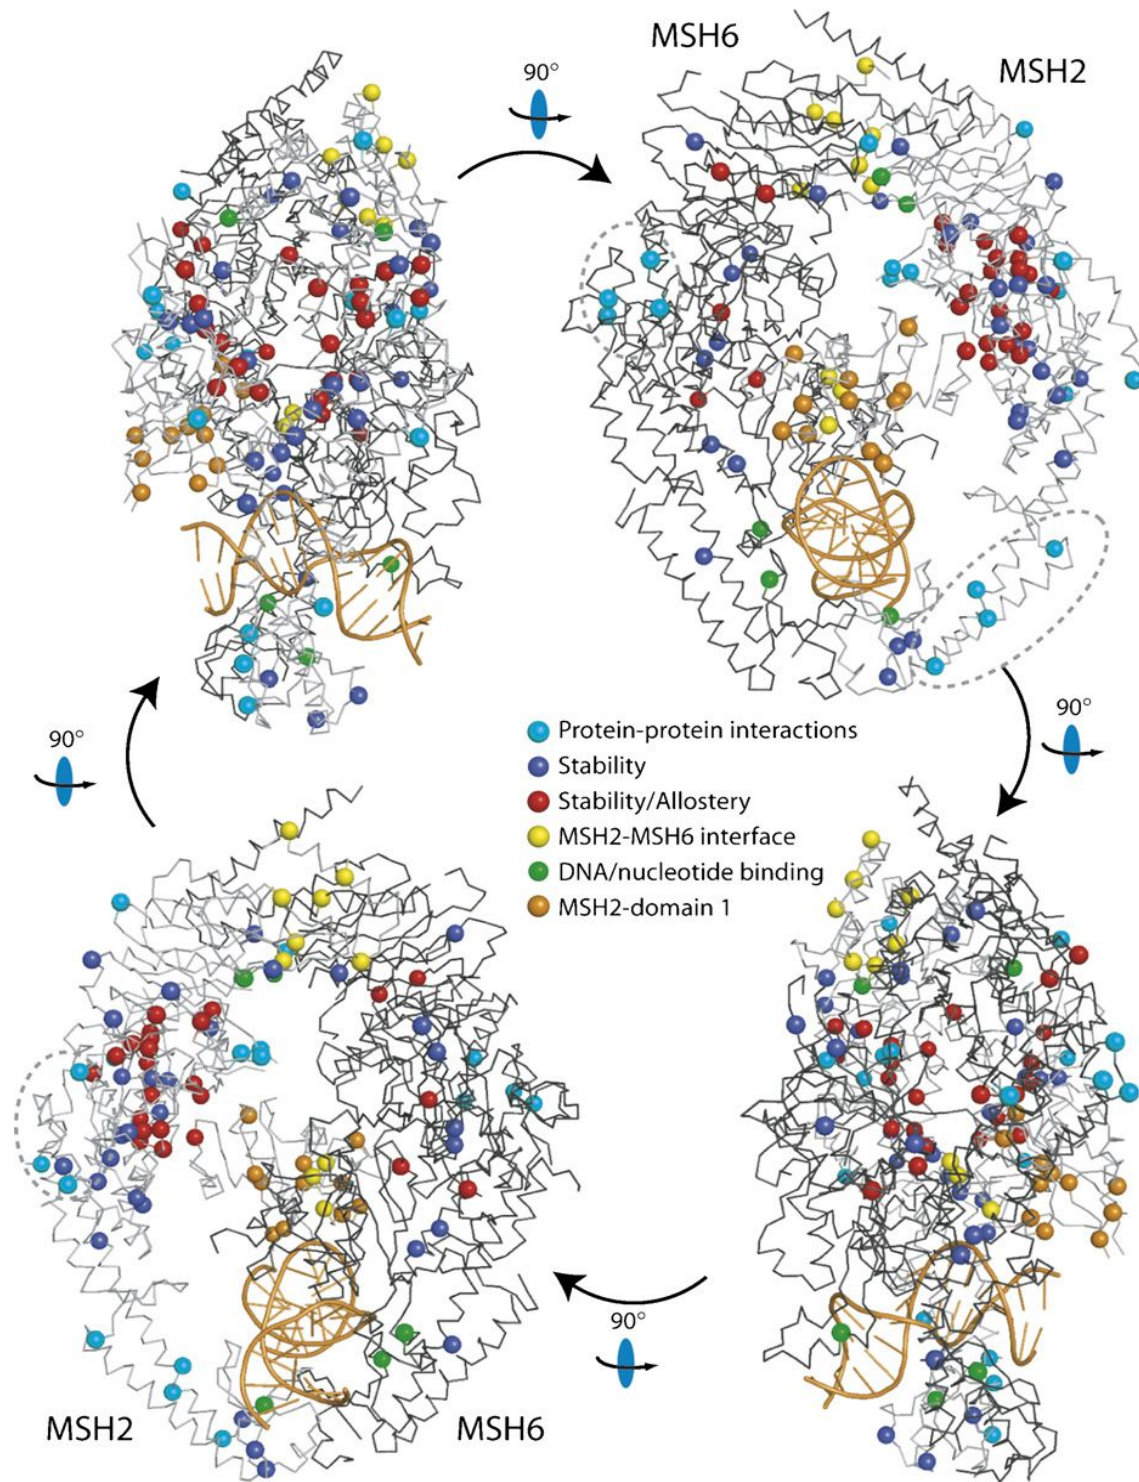 MSH6
MSH2
90°
90°
90°
Protein-protein interactions
Stability
Stability/Allostery
MSH2-MSH6 interface
DNA/nucleotide binding
MSH2-domain 1
90°
MSH2
MSH6